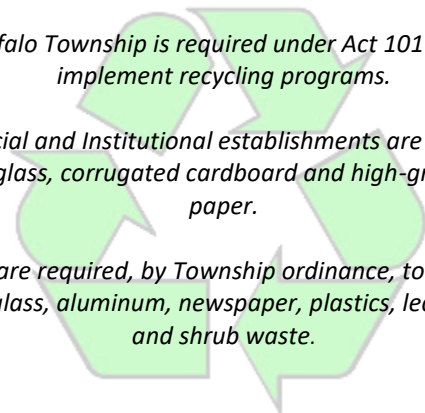 falo Township is required under Act 101
implement recycling programs.
cial and Institutional establishments are
glass, corrugated cardboard and high-gr
paper.
are required, by Township ordinance, to
glass, aluminum, newspaper, plastics, lea
and shrub waste.